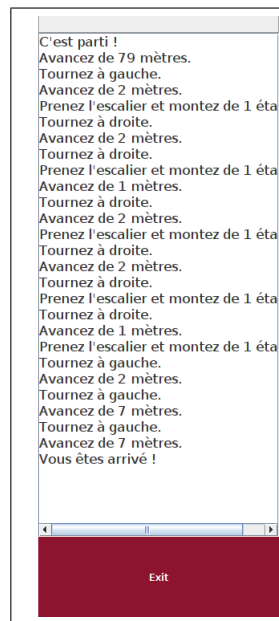 C'est parti !
Avancez de 79 mètres.
Tournez à gauche.
Avancez de 2 mètres.
Prenez l'escalier et montez de 1 éta
Tournez à droite.
Avancez de 2 mètres.
Tournez à droite.
Prenez l'escalier et montez de 1 éta
Avancez de 1 mètres.
Tournez à droite.
Avancez de 2 mètres.
Prenez l'escalier et montez de 1 éta
Tournez à droite.
Avancez de 2 mètres.
Tournez à droite.
Prenez l'escalier et montez de 1 éta
Tournez à droite.
Avancez de 1 mètres.
Prenez l'escalier et montez de 1 éta
Tournez à gauche.
Avancez de 2 mètres.
Tournez à gauche.
Avancez de 7 mètres.
Tournez à gauche.
Avancez de 7 mètres.
Vous êtes arrivé !
Exit